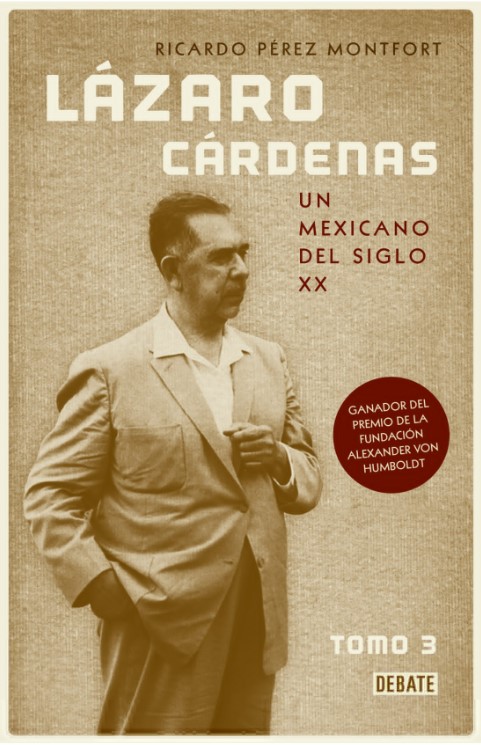 RICARDO PÉREZ MONTFORT
LÁZARO
CÁRDENAS
UN
MEXICANO
DEL SIGLO
XX
GANADOR DEL
PREMIO DE LA
FUNDACIÓN
ALEXANDER VON
HUMBOLDT
TOMO 3
DEBATE